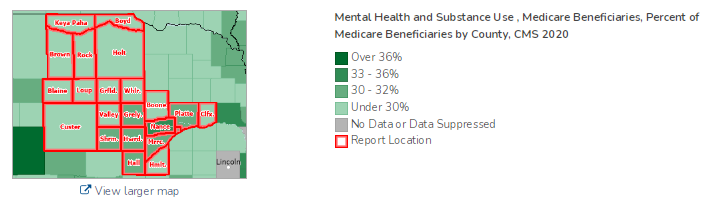 Mental Health and Substance Use , Medicare Beneficiaries, Percent of
Medicare Beneficiaries by County, CMS 2020
Over 36%
33 - 36%
30 - 32%
Under 30%
No Data or Data Suppressed
Report Location
Keya Paha
Boyd
Brown
Rock
Holt
Blaine
Loup
Grfld.
Whlr.
Boone
Custer
Valley
Grely.
Platte
Clfx.
Nance
Shrm.
Hwrd.
Merc.
Hall
Hmlt.
Lincoln
View larger map